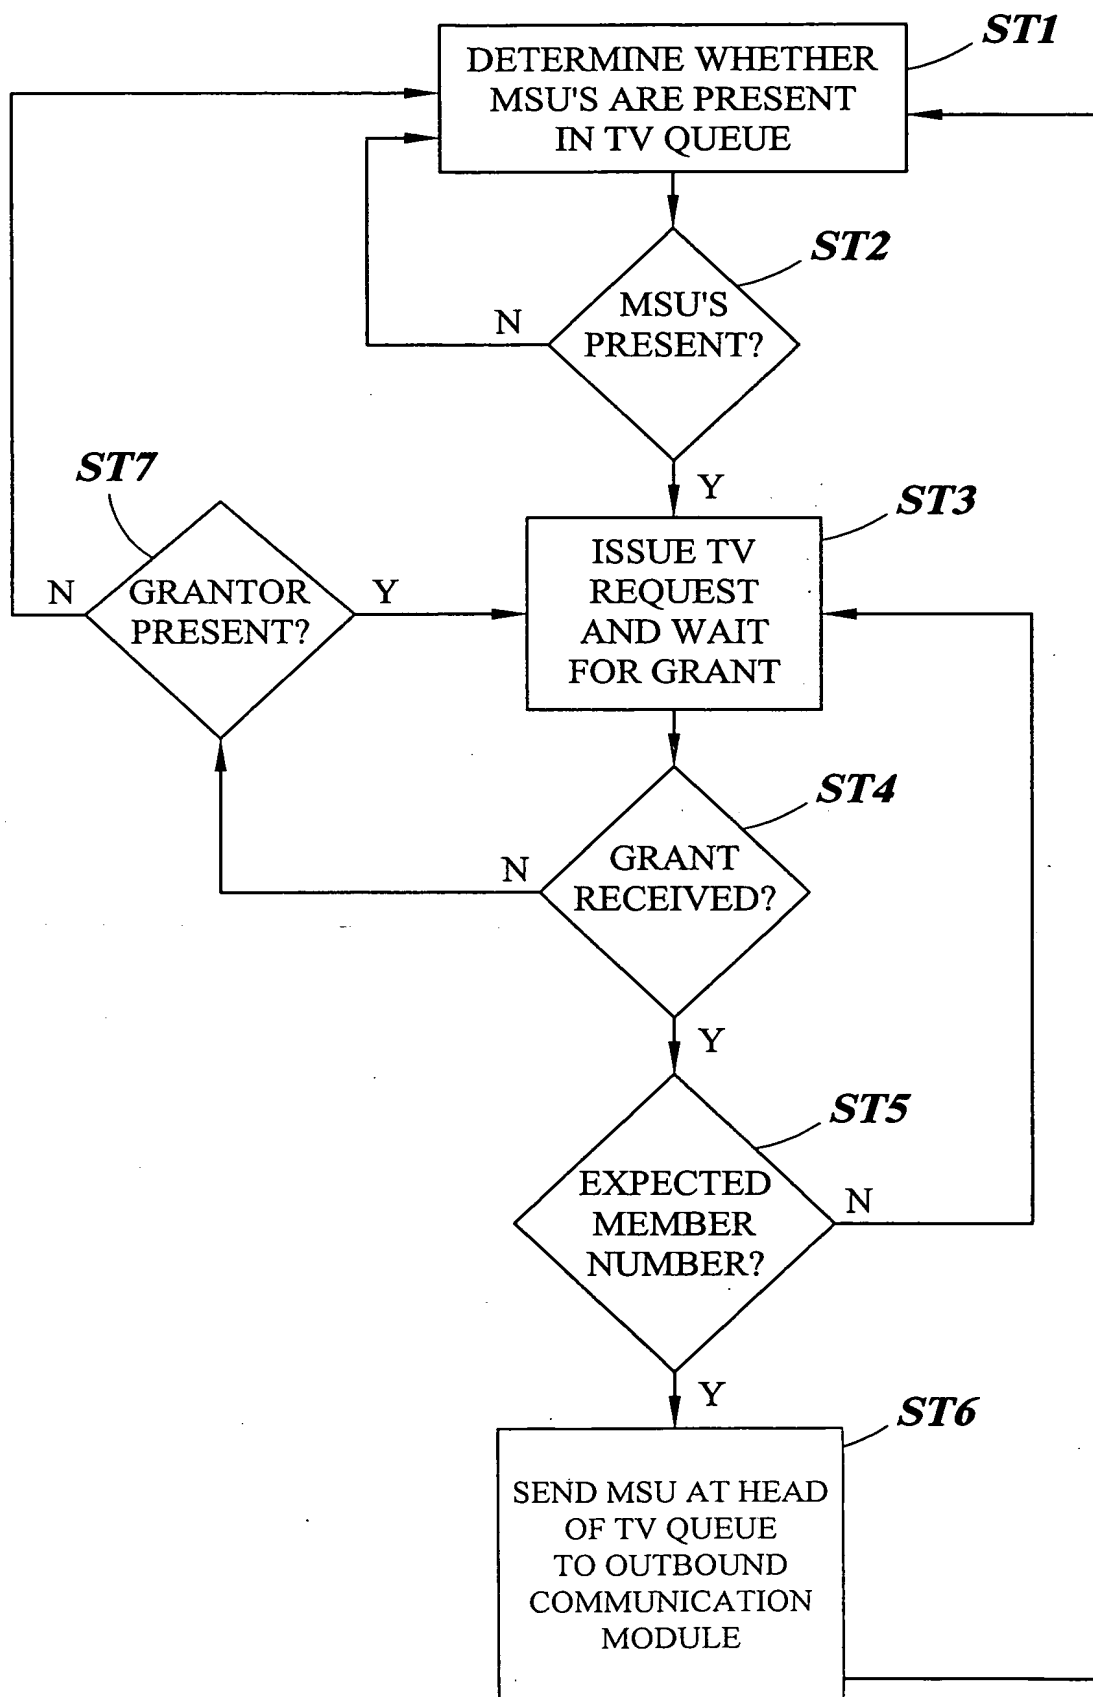 ST1
DETERMINE WHETHER
MSU'S ARE PRESENT
IN TV QUEUE
ST2
MSU'S
PRESENT?
N
Y
ST7
GRANTOR
PRESENT?
N
Y
ST3
ISSUE TV
REQUEST
AND WAIT
FOR GRANT
ST4
GRANT
RECEIVED?
N
Y
ST5
EXPECTED
MEMBER
NUMBER?
N
Y
ST6
SEND MSU AT HEAD
OF TV QUEUE
TO OUTBOUND
COMMUNICATION
MODULE